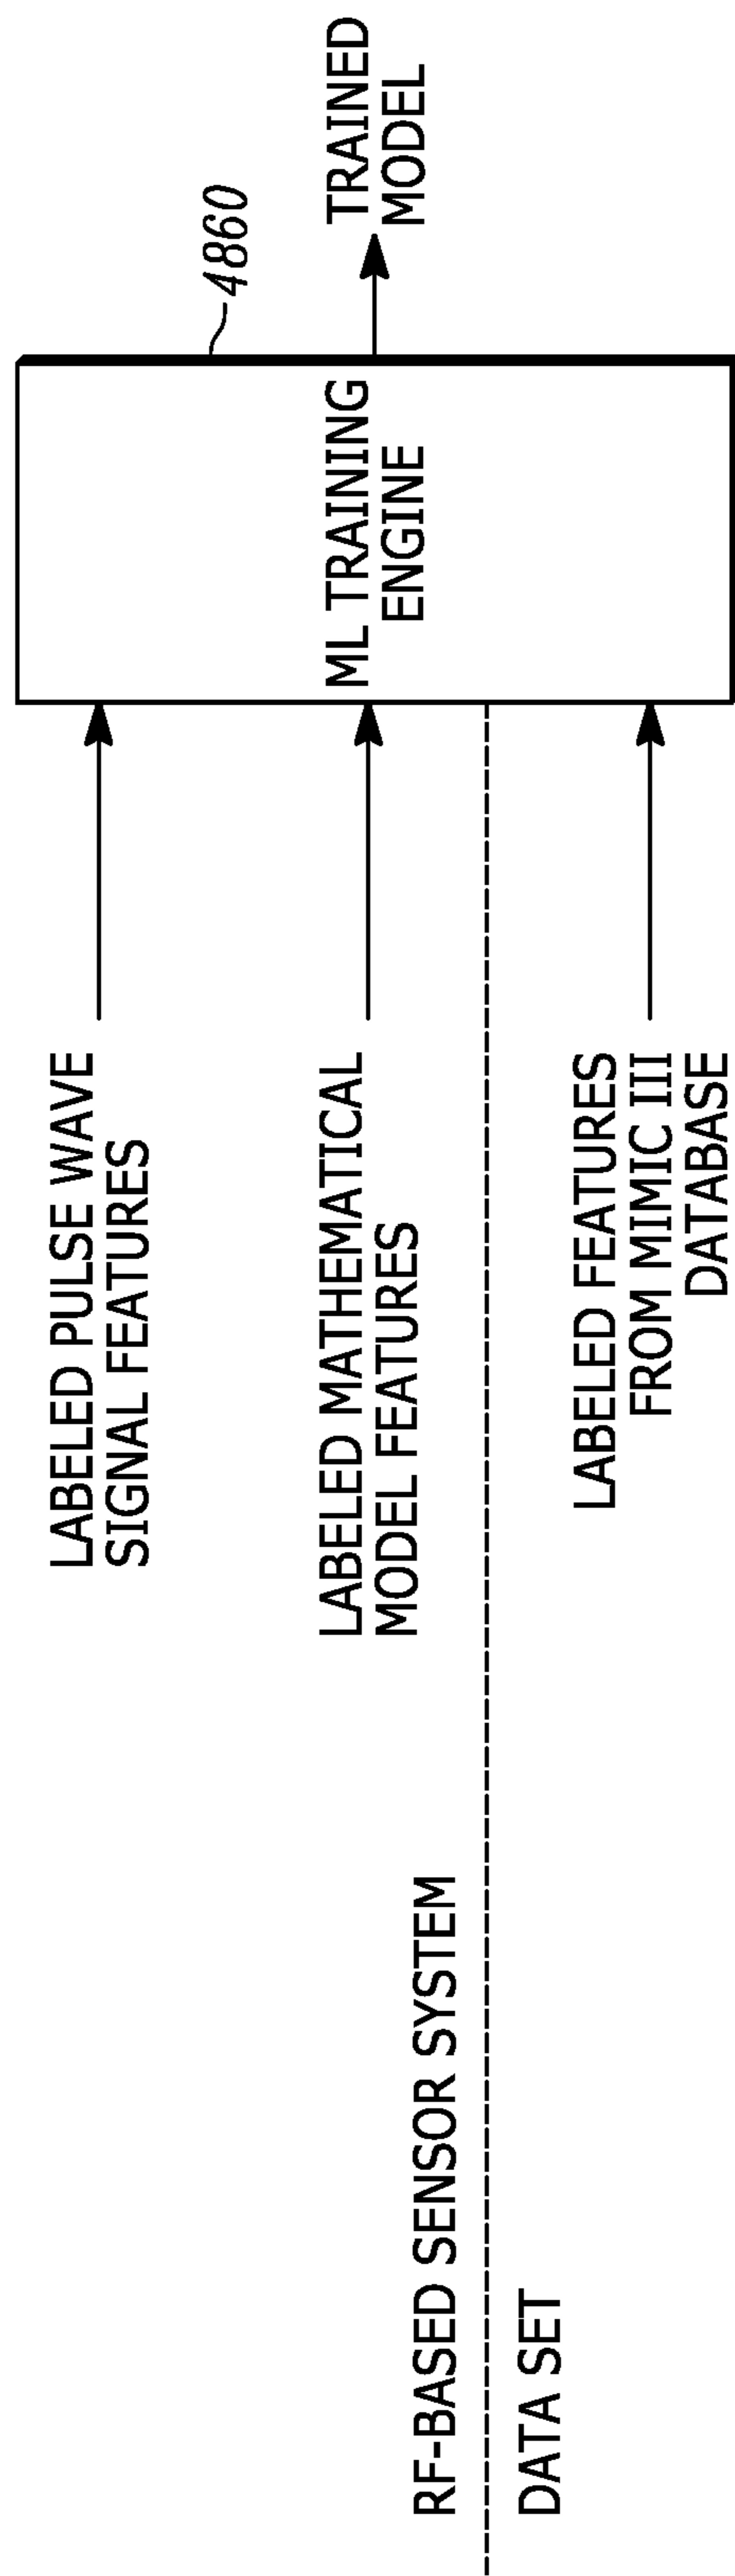 LABELED PULSE WAVE
SIGNAL FEATURES
4860
LABELED MATHEMATICAL
MODEL FEATURES
ML TRAINING
ENGINE
TRAINED
MODEL
RF-BASED SENSOR SYSTEM
DATA SET
LABELED FEATURES
FROM MIMIC III
DATABASE